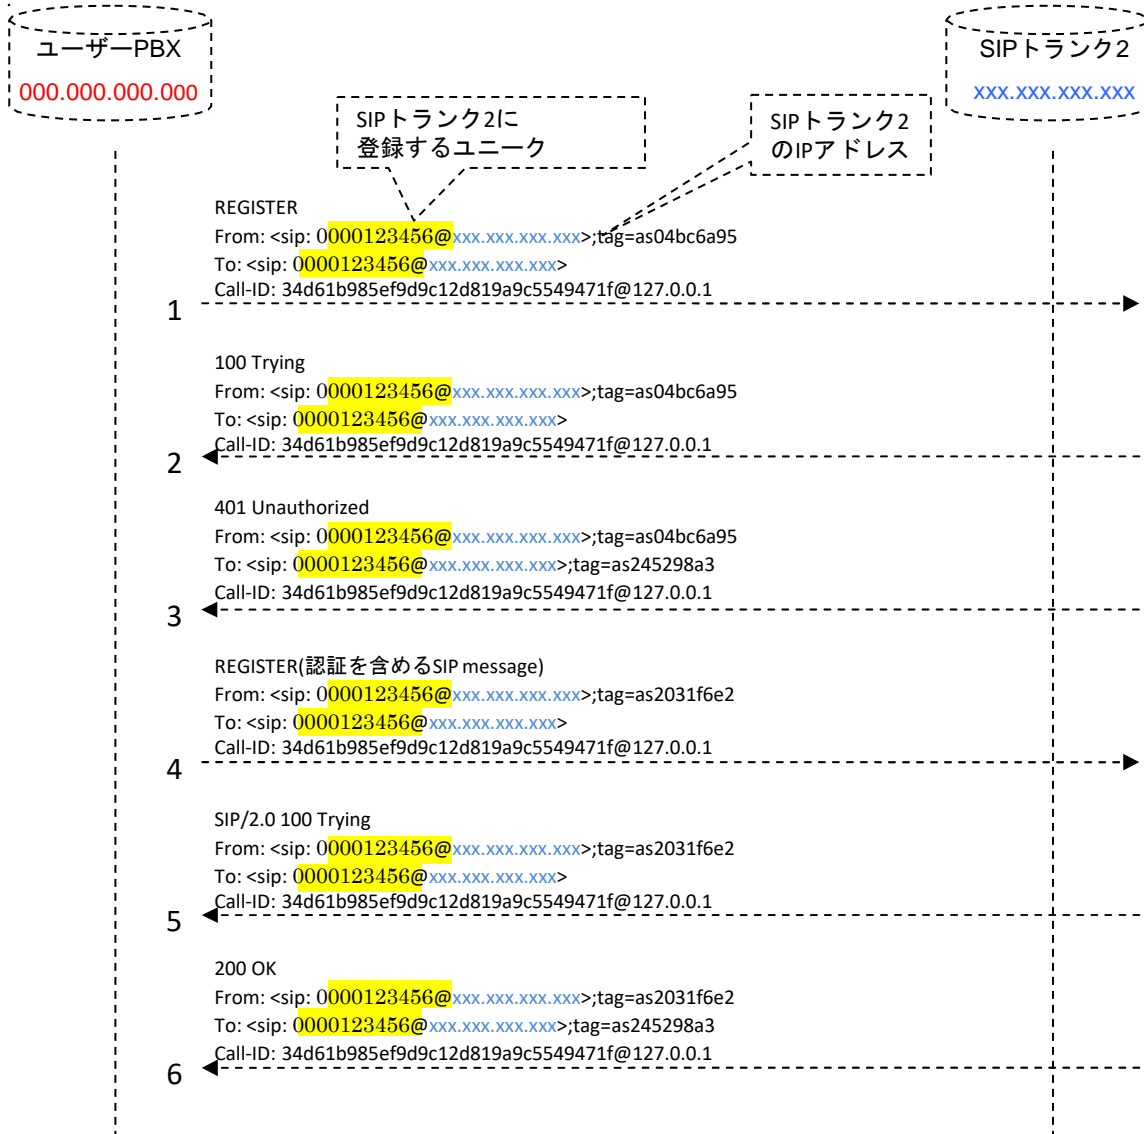 ユーザーPBX
000.000.000.000
SIPトランク2
xxx.xxx.xxx.xxx
SIPトランク2に
登録するユニーク
SIPトランク2
のIPアドレス
REGISTER
From: <sip: 0000123456@xxx.xxx.xxx.xxx>;tag=as04bc6a95
To: <sip: 0000123456@xxx.xxx.xxx.xxx>
Call-ID: 34d61b985ef9d9c12d819a9c5549471f@127.0.0.1
1
100 Trying
From: <sip: 0000123456@xxx.xxx.xxx.xxx>;tag=as04bc6a95
To: <sip: 0000123456@xxx.xxx.xxx.xxx>
Call-ID: 34d61b985ef9d9c12d819a9c5549471f@127.0.0.1
2
401 Unauthorized
From: <sip: 0000123456@xxx.xxx.xxx.xxx>;tag=as04bc6a95
To: <sip: 0000123456@xxx.xxx.xxx.xxx>;tag=as245298a3
Call-ID: 34d61b985ef9d9c12d819a9c5549471f@127.0.0.1
3
REGISTER(認証を含めるSIP message)
From: <sip: 0000123456@xxx.xxx.xxx.xxx>;tag=as2031f6e2
To: <sip: 0000123456@xxx.xxx.xxx.xxx>
Call-ID: 34d61b985ef9d9c12d819a9c5549471f@127.0.0.1
4
SIP/2.0 100 Trying
From: <sip: 0000123456@xxx.xxx.xxx.xxx>;tag=as2031f6e2
To: <sip: 0000123456@xxx.xxx.xxx.xxx>
Call-ID: 34d61b985ef9d9c12d819a9c5549471f@127.0.0.1
5
200 OK
From: <sip: 0000123456@xxx.xxx.xxx.xxx>;tag=as2031f6e2
To: <sip: 0000123456@xxx.xxx.xxx.xxx>;tag=as245298a3
Call-ID: 34d61b985ef9d9c12d819a9c5549471f@127.0.0.1
6